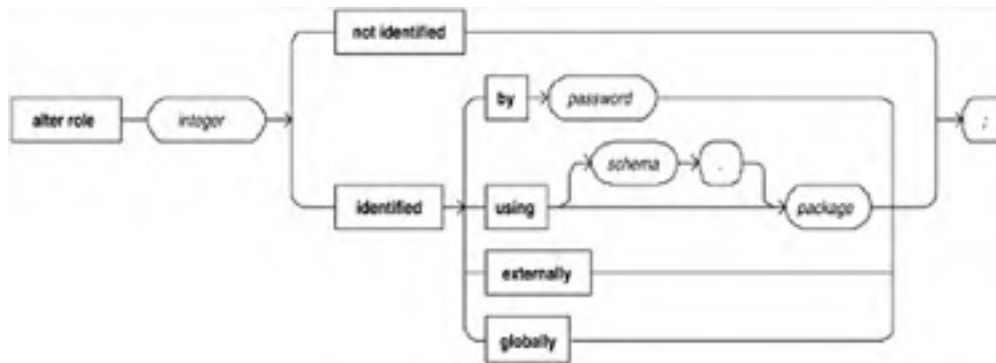 not identified
by password
alter role integer ;
schema .
identified using package
externally
globally